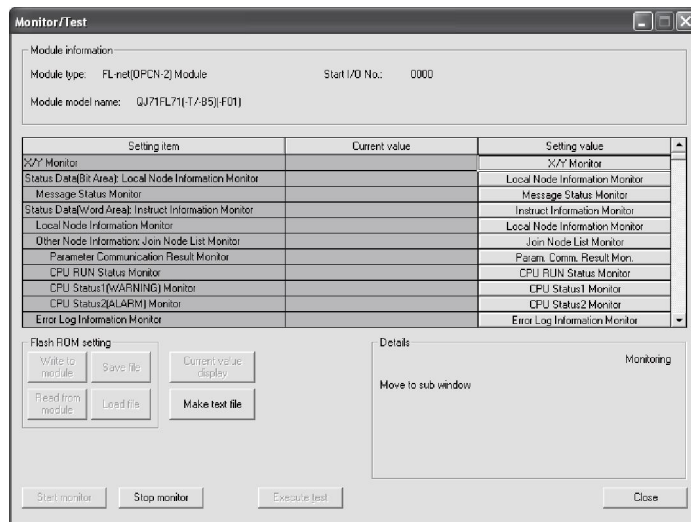 Monitor/Test
Module information
Module type: FL-net(OPCN-2) Module Start I/O No.: 0000
Module model name: QJ71FL71(-T/-B5)(-F01)
Setting item Current value Setting value
X/Y Monitor X/Y Monitor
Status Data(Bit Area): Local Node Information Monitor Local Node Information Monitor
Message Status Monitor Message Status Monitor
Status Data(Word Area): Instruct Information Monitor Instruct Information Monitor
Local Node Information Monitor Local Node Information Monitor
Other Node Information: Join Node List Monitor Join Node List Monitor
Parameter Communication Result Monitor Param. Comm. Result Mon.
CPU RUN Status Monitor CPU RUN Status Monitor
CPU Status1(WARNING) Monitor CPU Status1 Monitor
CPU Status2(ALARM) Monitor CPU Status2 Monitor
Error Log Information Monitor Error Log Information Monitor
Flash ROM setting
Write to
module
Save file
Current value
display
Read from
module
Load file
Make text file
Details
Monitoring
Move to sub window
Start monitor Stop monitor Execute test Close